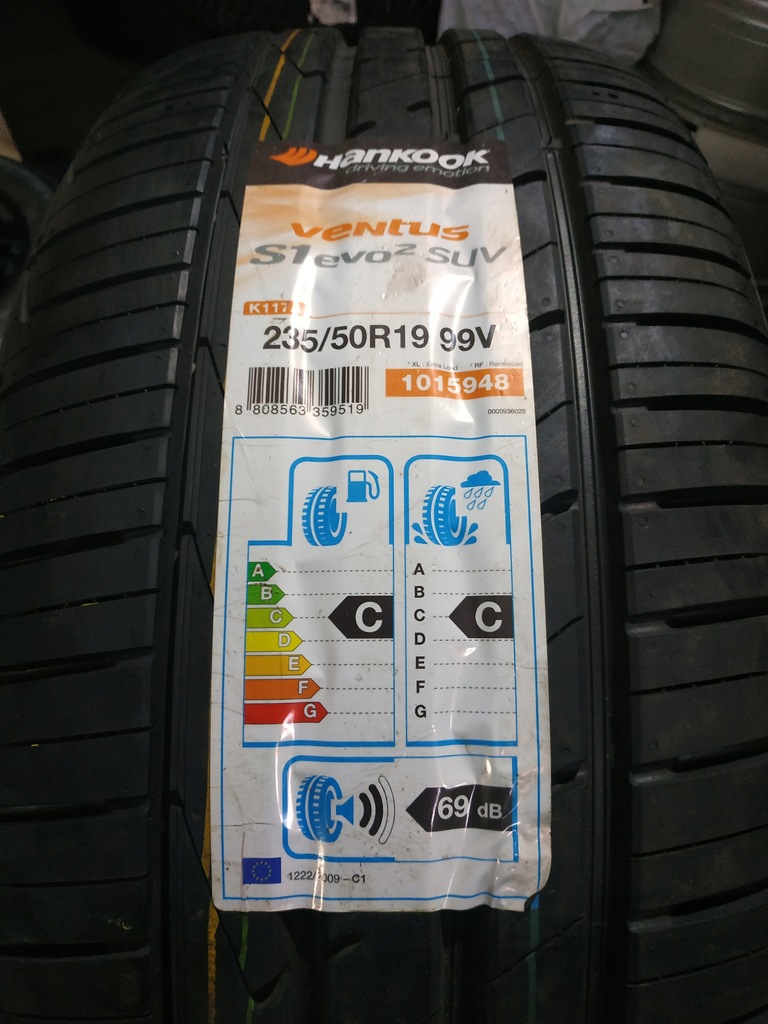 Hankook
driving emotion
Ventus
S1 evo² SUV
235/50R19 99V
* XL : Extra Load * RF : Reinforced
1015948
8 808563 359519
0000936029
A
B
C
D
E
F
G
C
A
B
C
D
E
F
G
C
69 dB
1222/2009 - C1